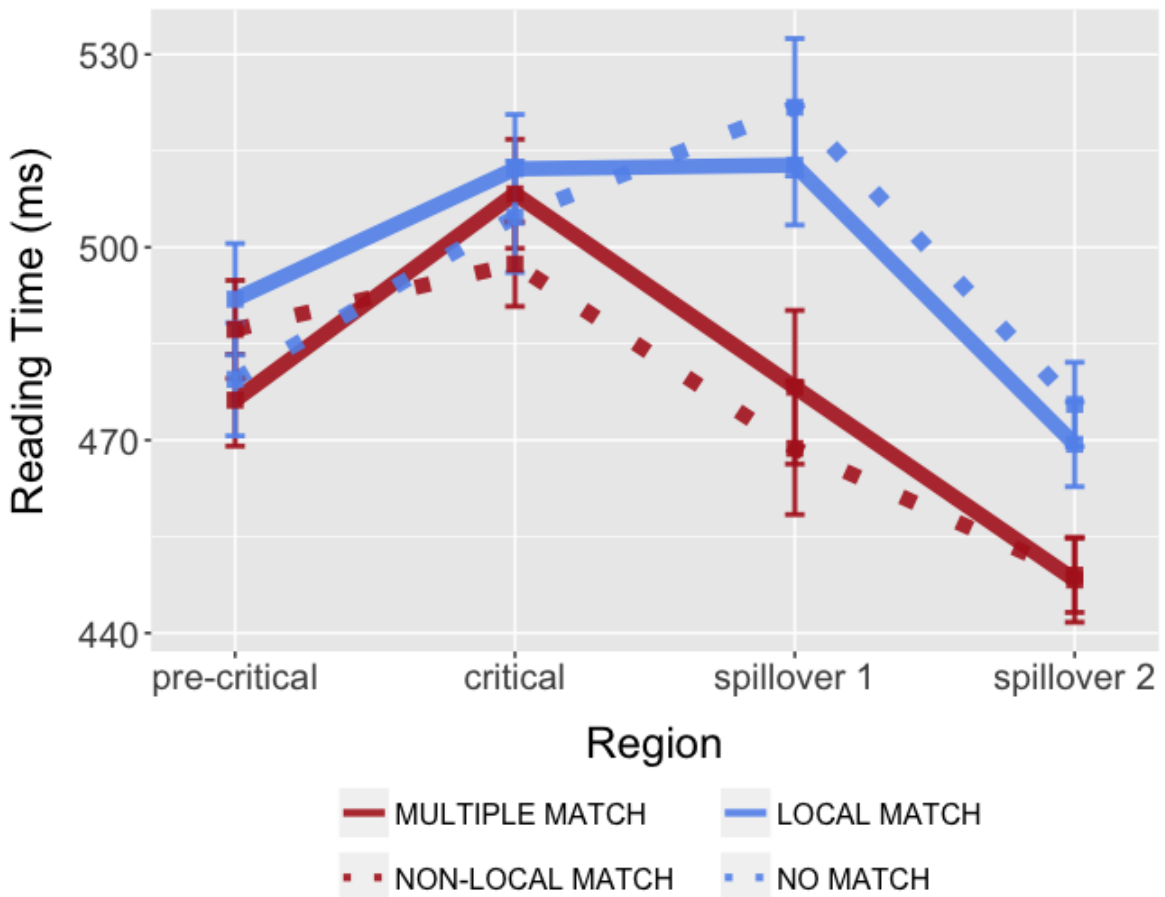 Reading Time (ms)
530
500
470
440
pre-critical critical spillover 1 spillover 2
Region
MULTIPLE MATCH LOCAL MATCH
NON-LOCAL MATCH NO MATCH